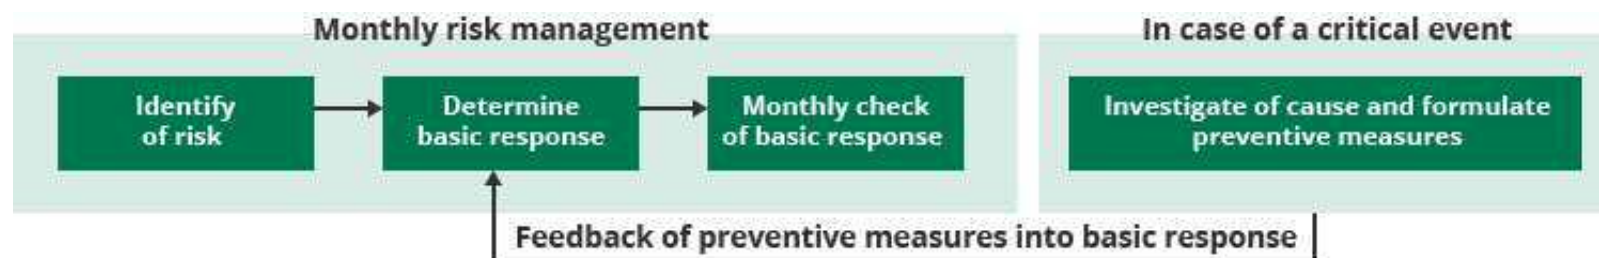 Monthly risk management
In case of a critical event
Identify
of risk
Determine
basic response
Monthly check
of basic response
Investigate of cause and formulate
preventive measures
Feedback of preventive measures into basic response